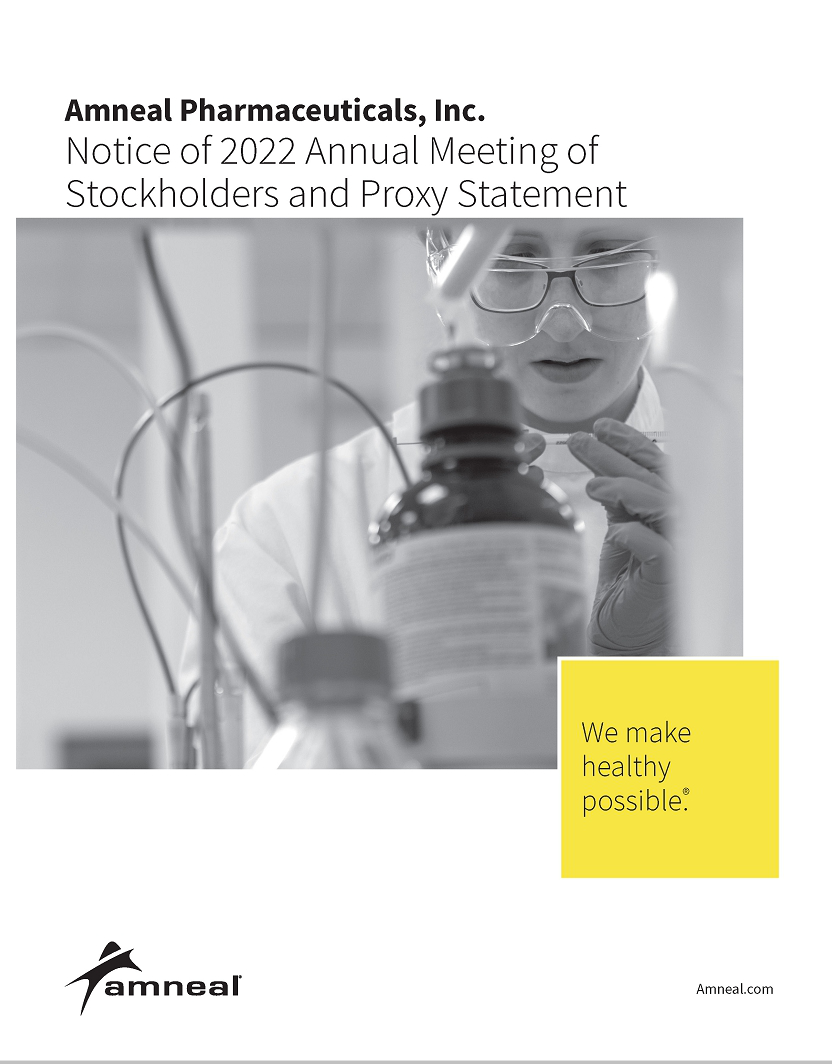 Amneal Pharmaceuticals, Inc.
Notice of 2022 Annual Meeting of
Stockholders and Proxy Statement
We make
healthy
possible.®
amneal®
Amneal.com